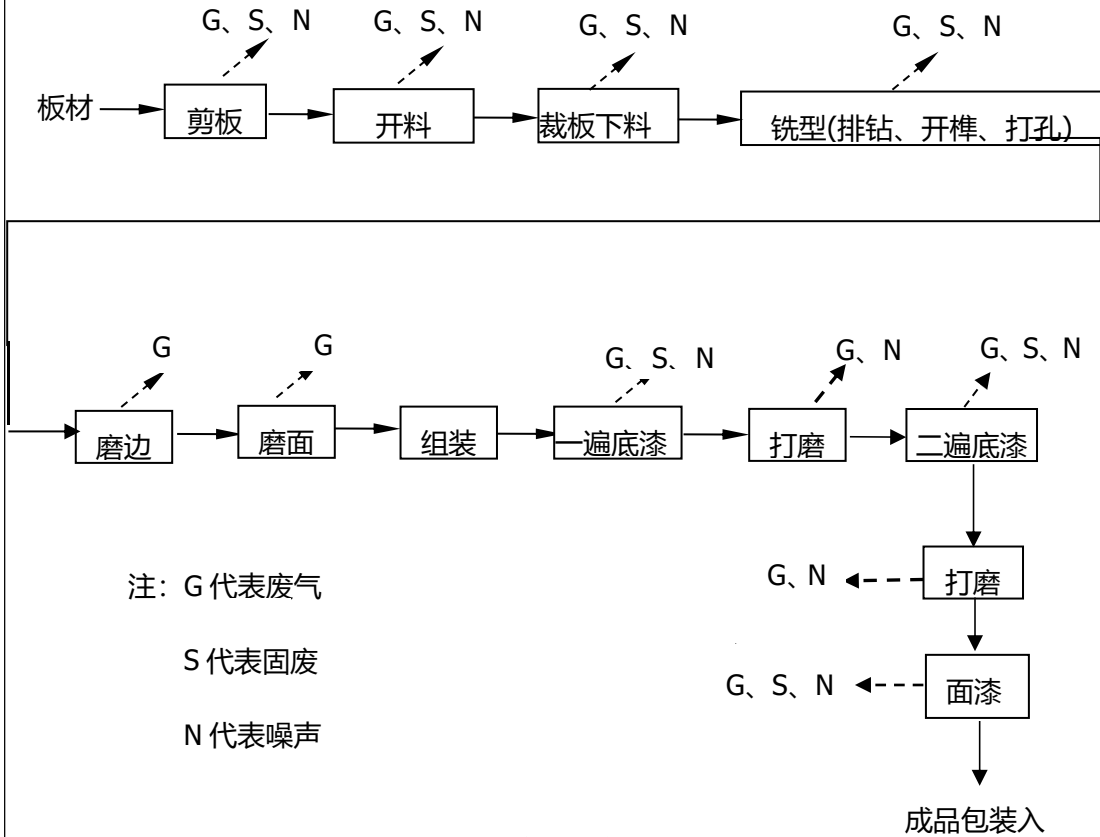 G、S、N
G、S、N
G、S、N
G、S、N
板材
剪板
开料
裁板下料
铣型(排钻、开榫、打孔)
G
G
G、S、N
G、N
G、S、N
磨边
磨面
组装
一遍底漆
打磨
二遍底漆
注：G 代表废气
G、N
打磨
S 代表固废
G、S、N
面漆
N 代表噪声
成品包装入